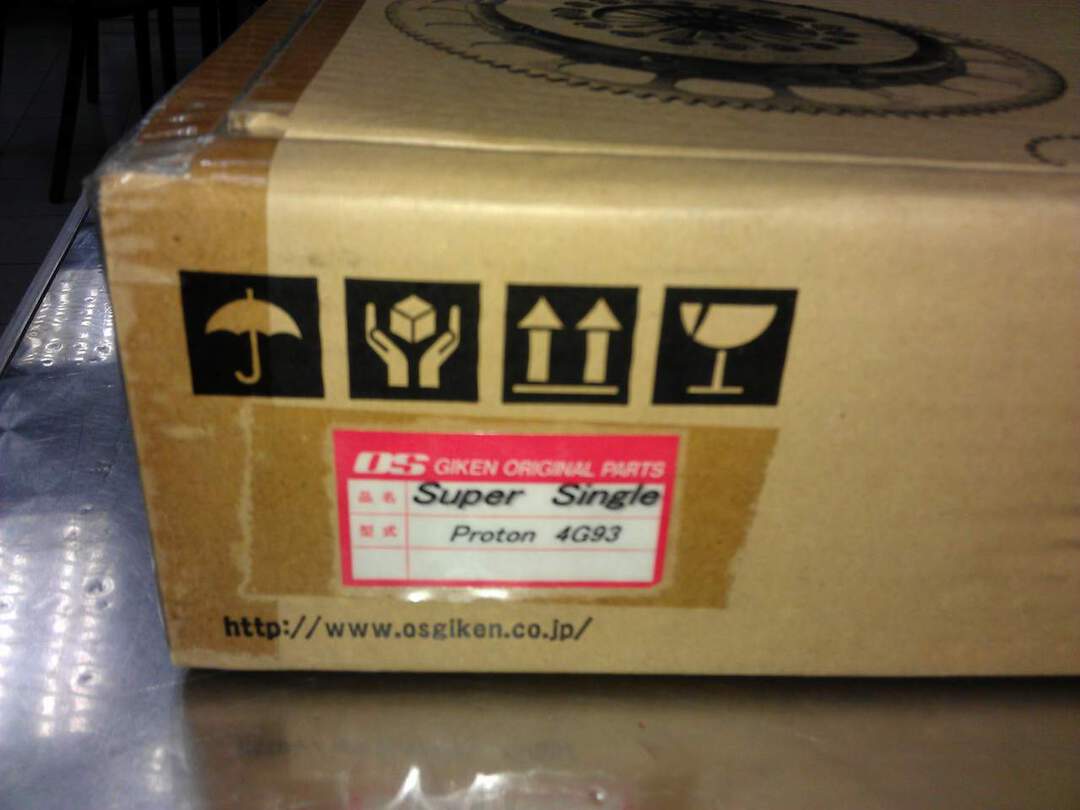 OS GIKEN ORIGINAL PARTS
品名 Super Single
型式 Proton 4G93
http://www.osgiken.co.jp/